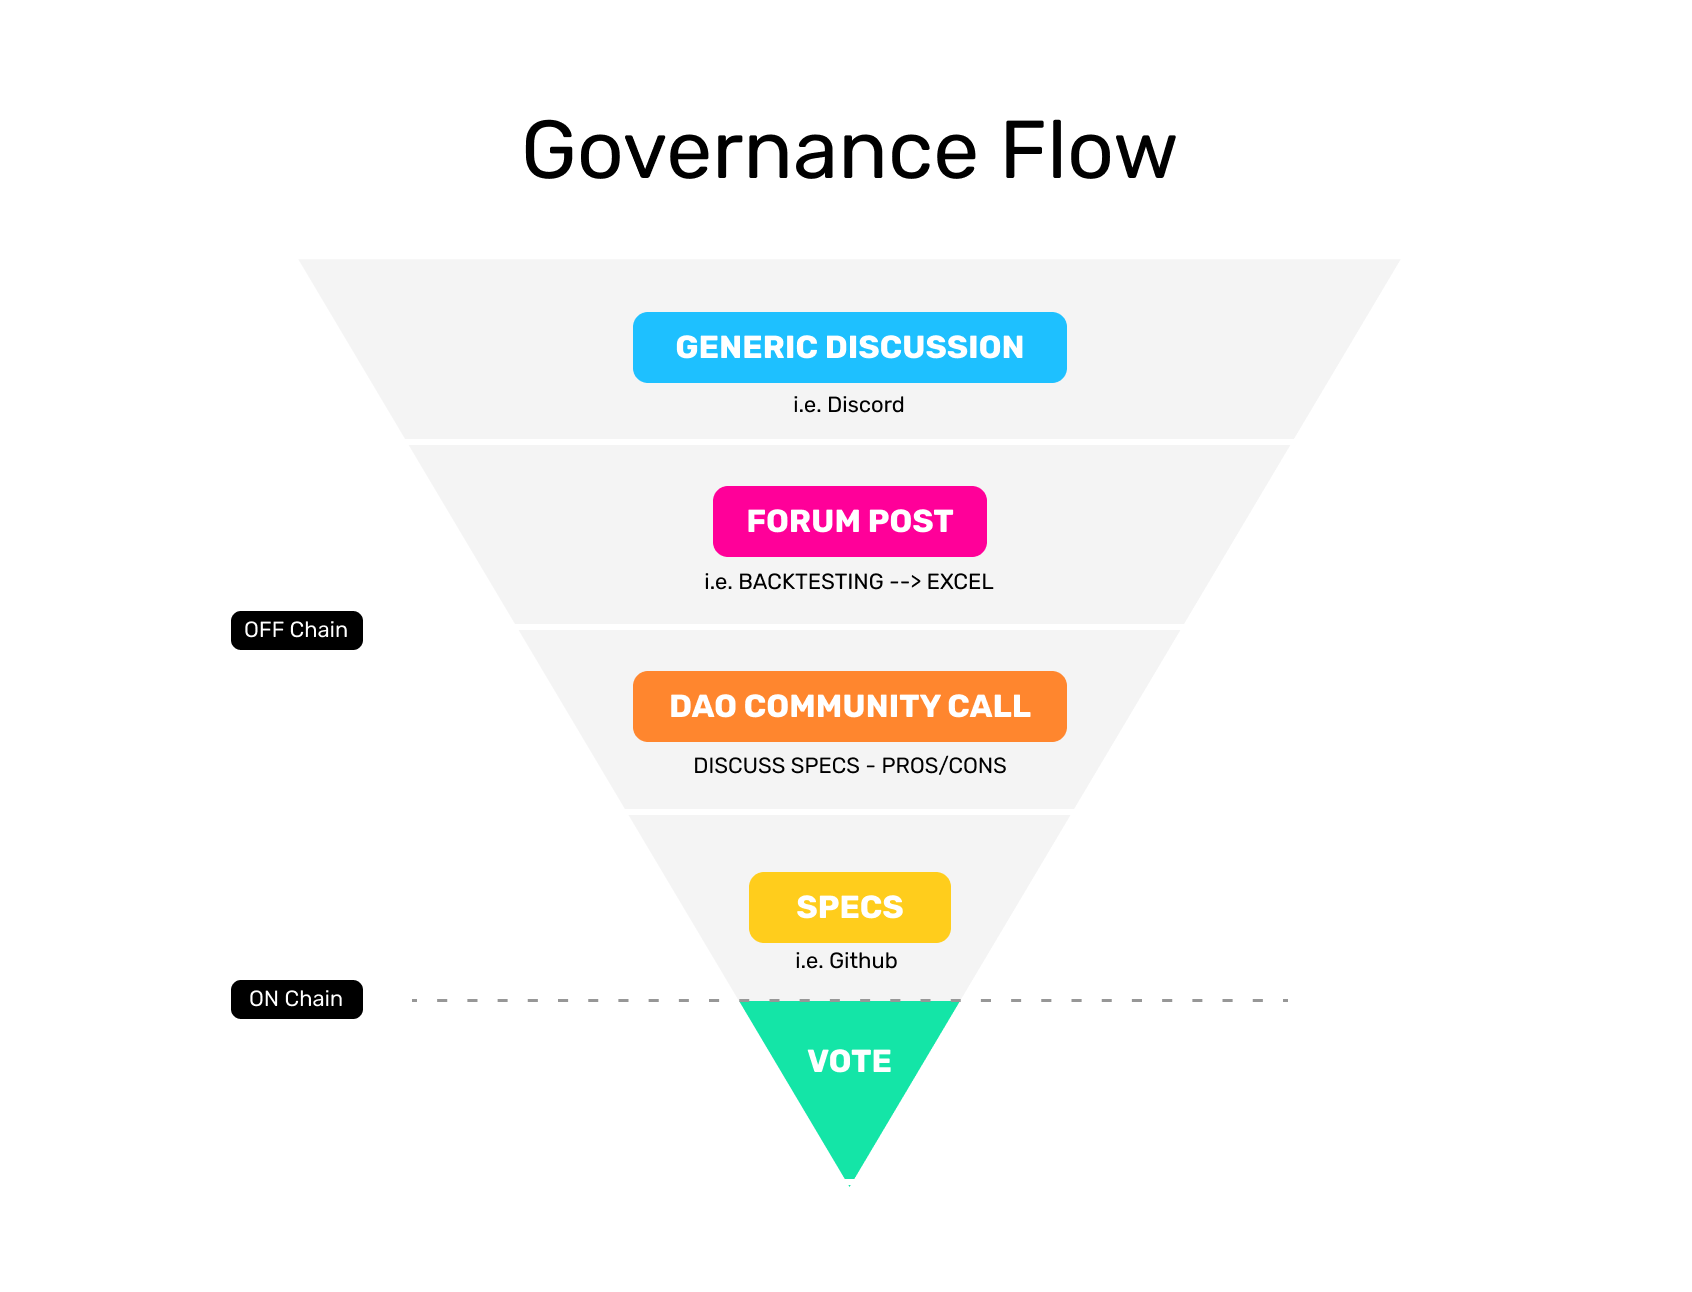 Governance Flow
GENERIC DISCUSSION
i.e. Discord
FORUM POST
i.e. BACKTESTING --> EXCEL
OFF Chain
DAO COMMUNITY CALL
DISCUSS SPECS - PROS/CONS
SPECS
i.e. Github
ON Chain
VOTE